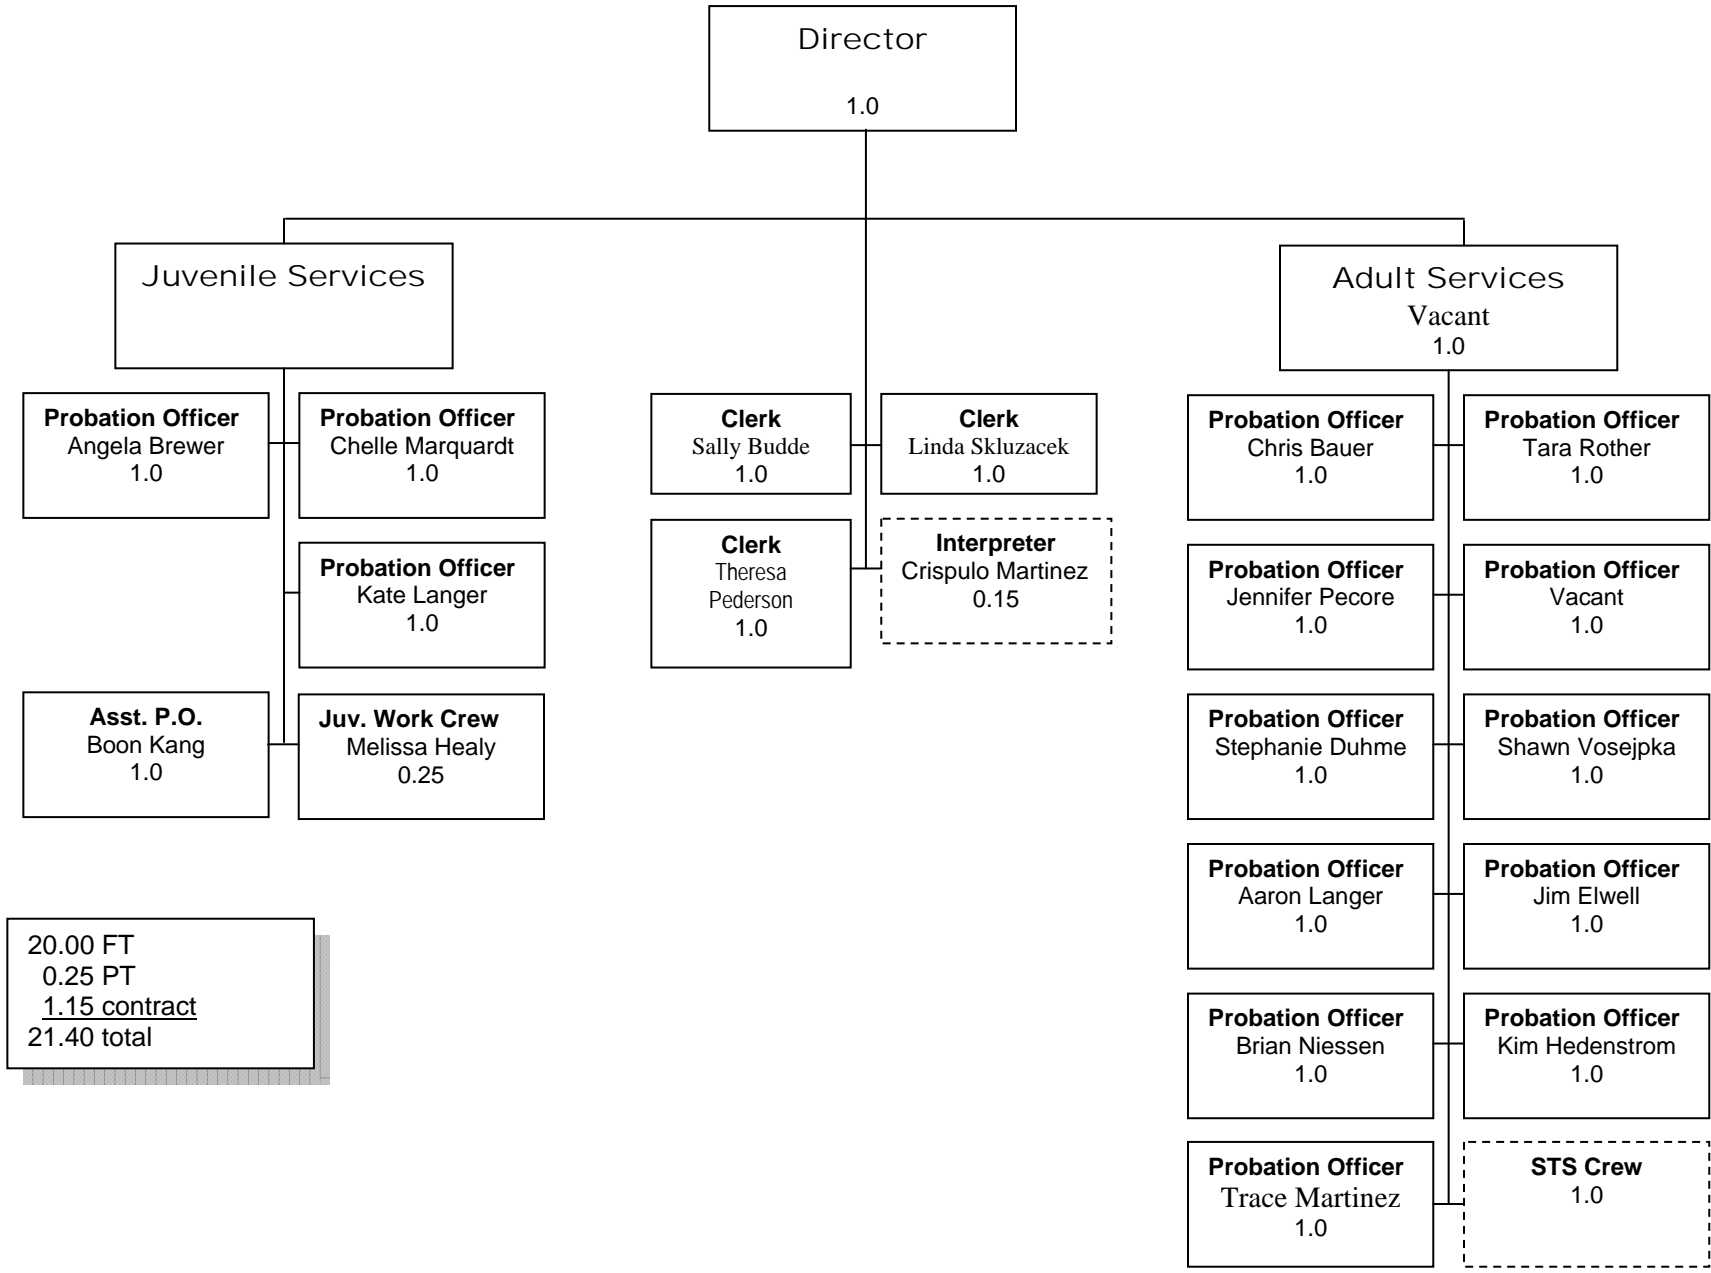 Director
1.0
Juvenile Services
Adult Services
Vacant
1.0
Probation Officer
Angela Brewer
1.0
Probation Officer
Chelle Marquardt
1.0
Probation Officer
Kate Langer
1.0
Asst. P.O.
Boon Kang
1.0
Juv. Work Crew
Melissa Healy
0.25
Clerk
Sally Budde
1.0
Clerk
Linda Skluzacek
1.0
Clerk
Theresa
Pederson
1.0
Interpreter
Crispulo Martinez
0.15
Probation Officer
Chris Bauer
1.0
Probation Officer
Tara Rother
1.0
Probation Officer
Jennifer Pecore
1.0
Probation Officer
Vacant
1.0
Probation Officer
Stephanie Duhme
1.0
Probation Officer
Shawn Vosejpka
1.0
Probation Officer
Aaron Langer
1.0
Probation Officer
Jim Elwell
1.0
Probation Officer
Brian Niessen
1.0
Probation Officer
Kim Hedenstrom
1.0
Probation Officer
Trace Martinez
1.0
STS Crew
1.0
20.00 FT
0.25 PT
1.15 contract
21.40 total